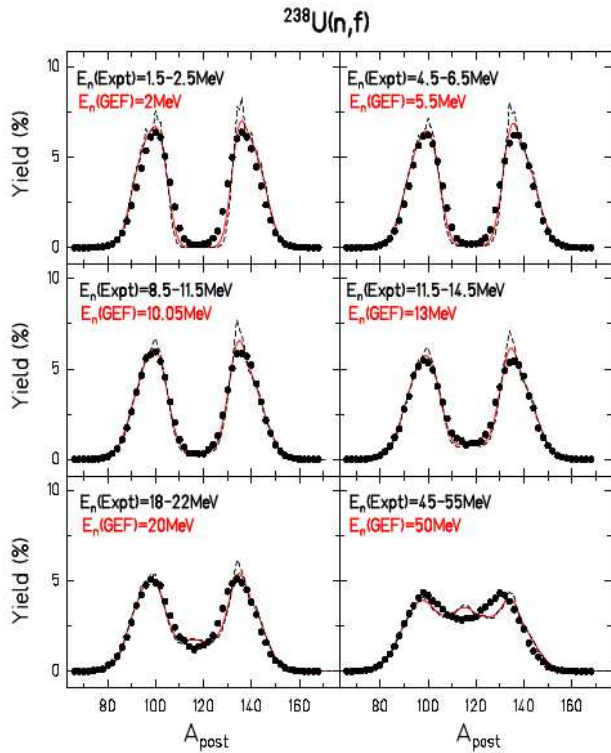 ²³⁸U(n,f)
10
5
0
Yield (%)
Eₙ(Expt)=1.5-2.5MeV
Eₙ(GEF)=2MeV
Eₙ(Expt)=4.5-6.5MeV
Eₙ(GEF)=5.5MeV
10
5
0
Yield (%)
Eₙ(Expt)=8.5-11.5MeV
Eₙ(GEF)=10.05MeV
Eₙ(Expt)=11.5-14.5MeV
Eₙ(GEF)=13MeV
10
5
0
Yield (%)
Eₙ(Expt)=18-22MeV
Eₙ(GEF)=20MeV
Eₙ(Expt)=45-55MeV
Eₙ(GEF)=50MeV
80 100 120 140 160 80 100 120 140 160
A_post A_post